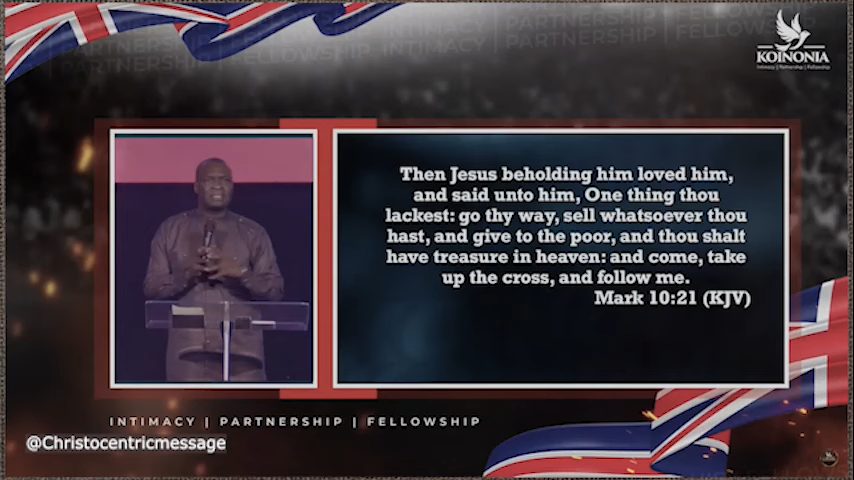 KOINONIA
Intimacy | Partnership | Fellowship
Then Jesus beholding him loved him,
and said unto him, One thing thou
lackest: go thy way, sell whatsoever thou
hast, and give to the poor, and thou shalt
have treasure in heaven: and come, take
up the cross, and follow me.
Mark 10:21 (KJV)
INTIMACY | PARTNERSHIP | FELLOWSHIP
@Christocentricmessage